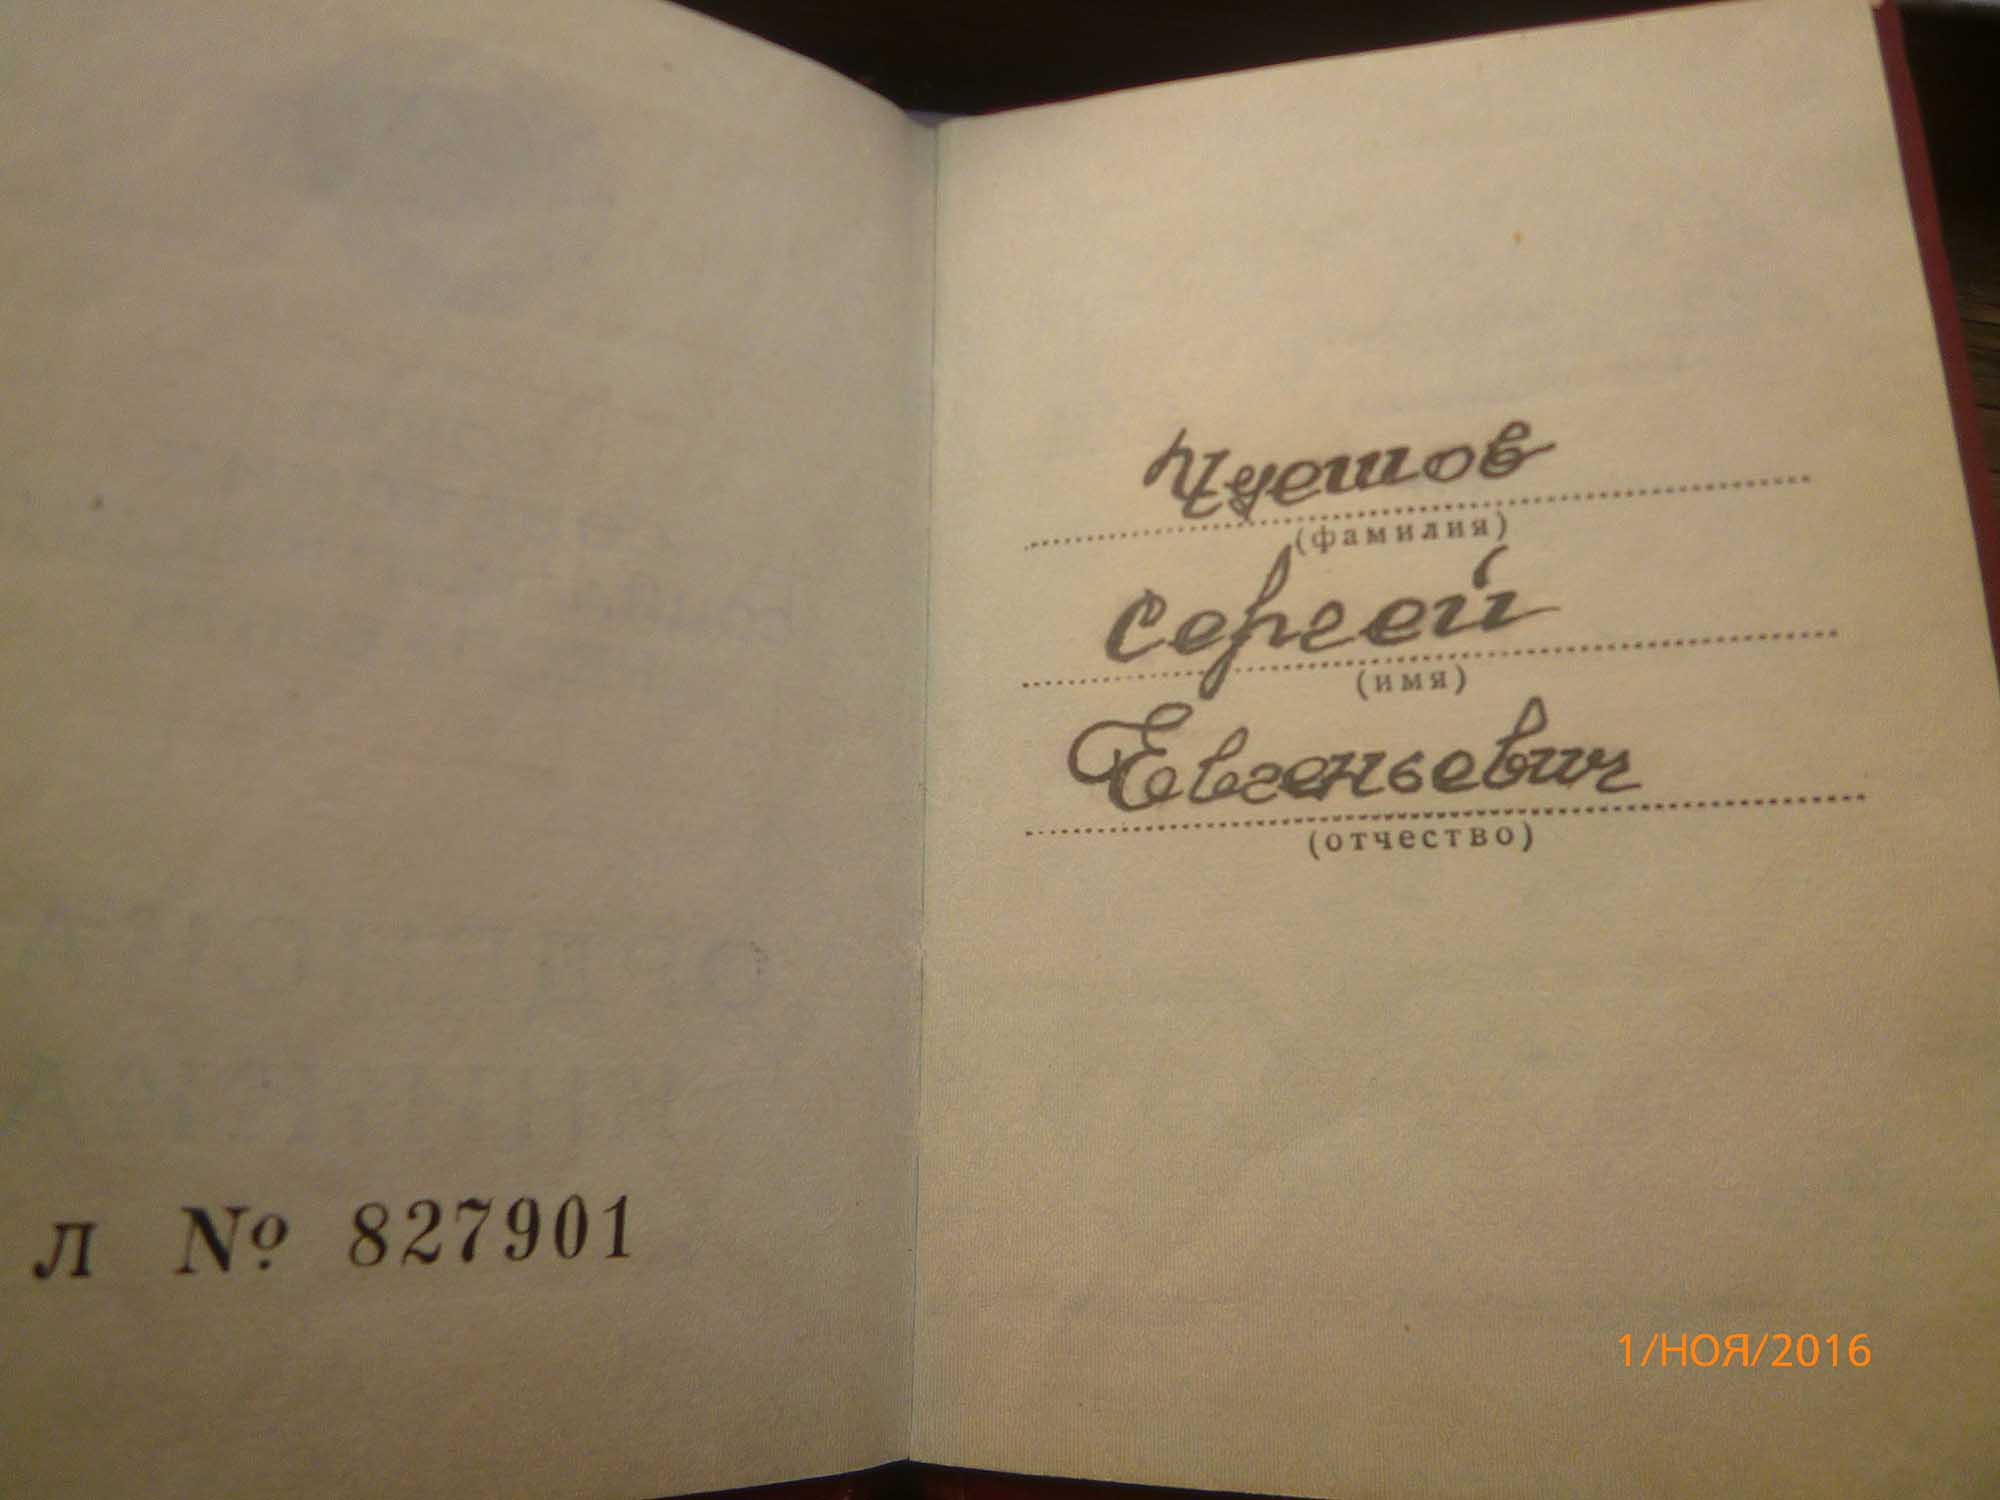 Л № 827901
Чуешов
(фамилия)
Сергей
(имя)
Евгеньевич
(отчество)
1/НОЯ/2016